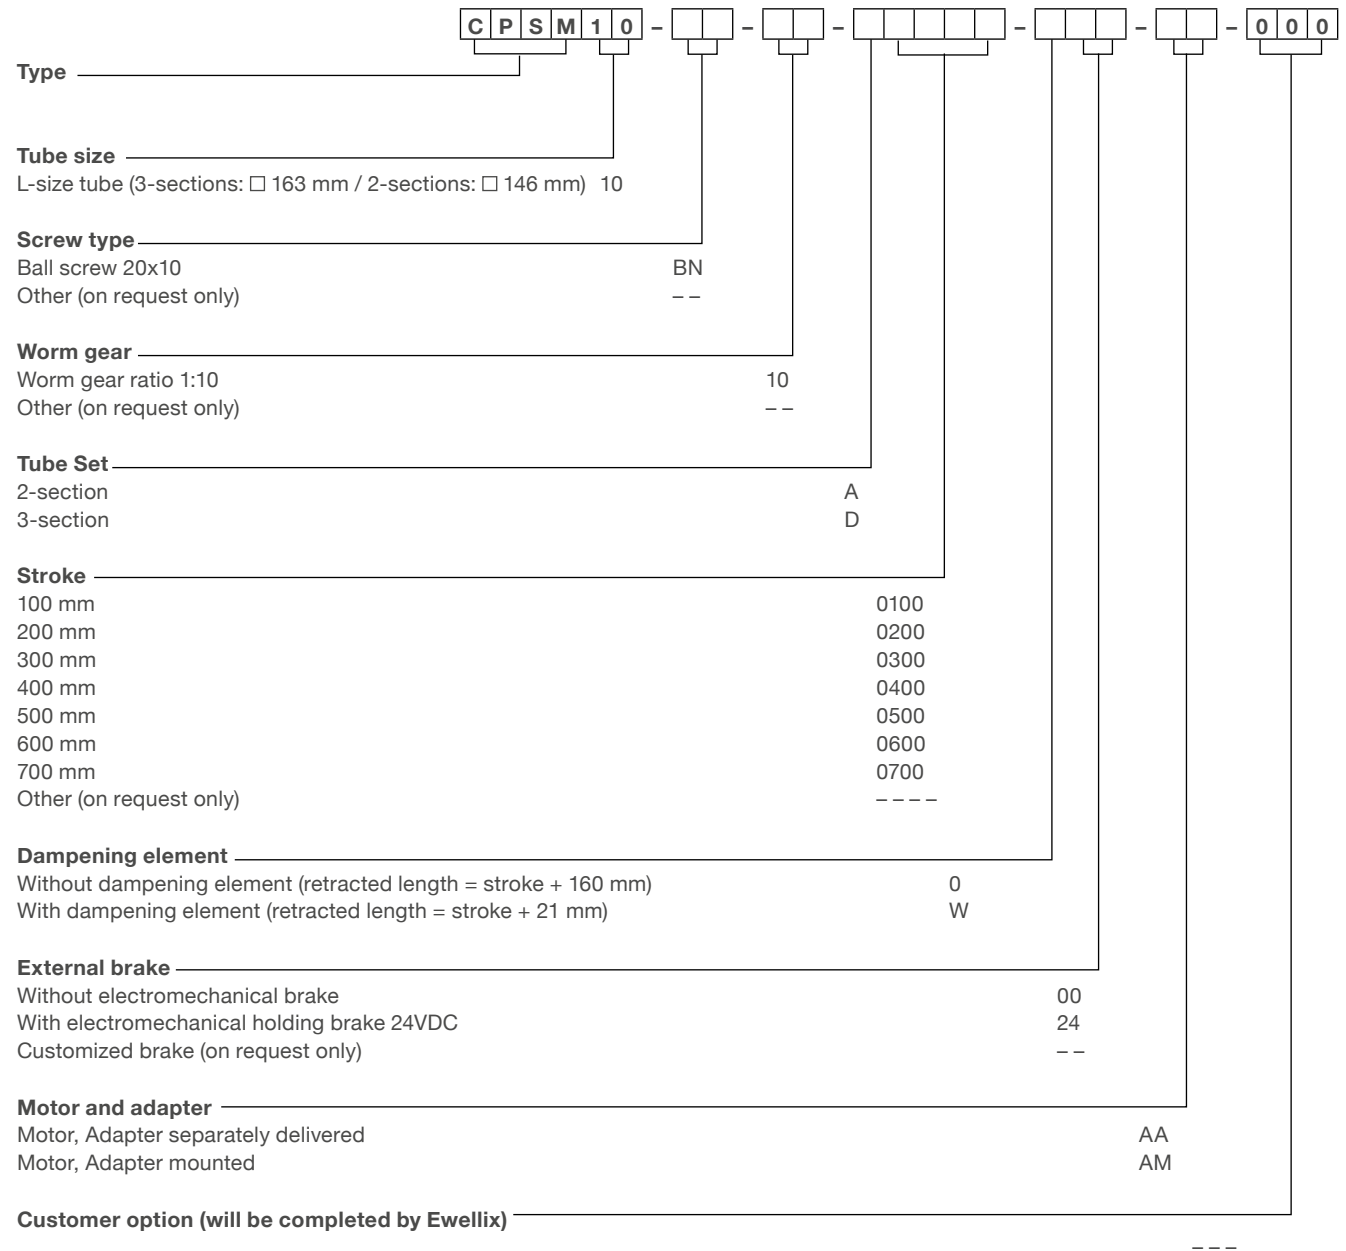 CPSM10 - - - - - 000
Type
Tube size
L-size tube (3-sections: □ 163 mm / 2-sections: □ 146 mm) 10
Screw type
Ball screw 20x10 BN
Other (on request only) – –
Worm gear
Worm gear ratio 1:10 10
Other (on request only) – –
Tube Set
2-section A
3-section D
Stroke
100 mm 0100
200 mm 0200
300 mm 0300
400 mm 0400
500 mm 0500
600 mm 0600
700 mm 0700
Other (on request only) – – – –
Dampening element
Without dampening element (retracted length = stroke + 160 mm) 0
With dampening element (retracted length = stroke + 21 mm) W
External brake
Without electromechanical brake 00
With electromechanical holding brake 24VDC 24
Customized brake (on request only) – –
Motor and adapter
Motor, Adapter separately delivered AA
Motor, Adapter mounted AM
Customer option (will be completed by Ewellix)
– – –